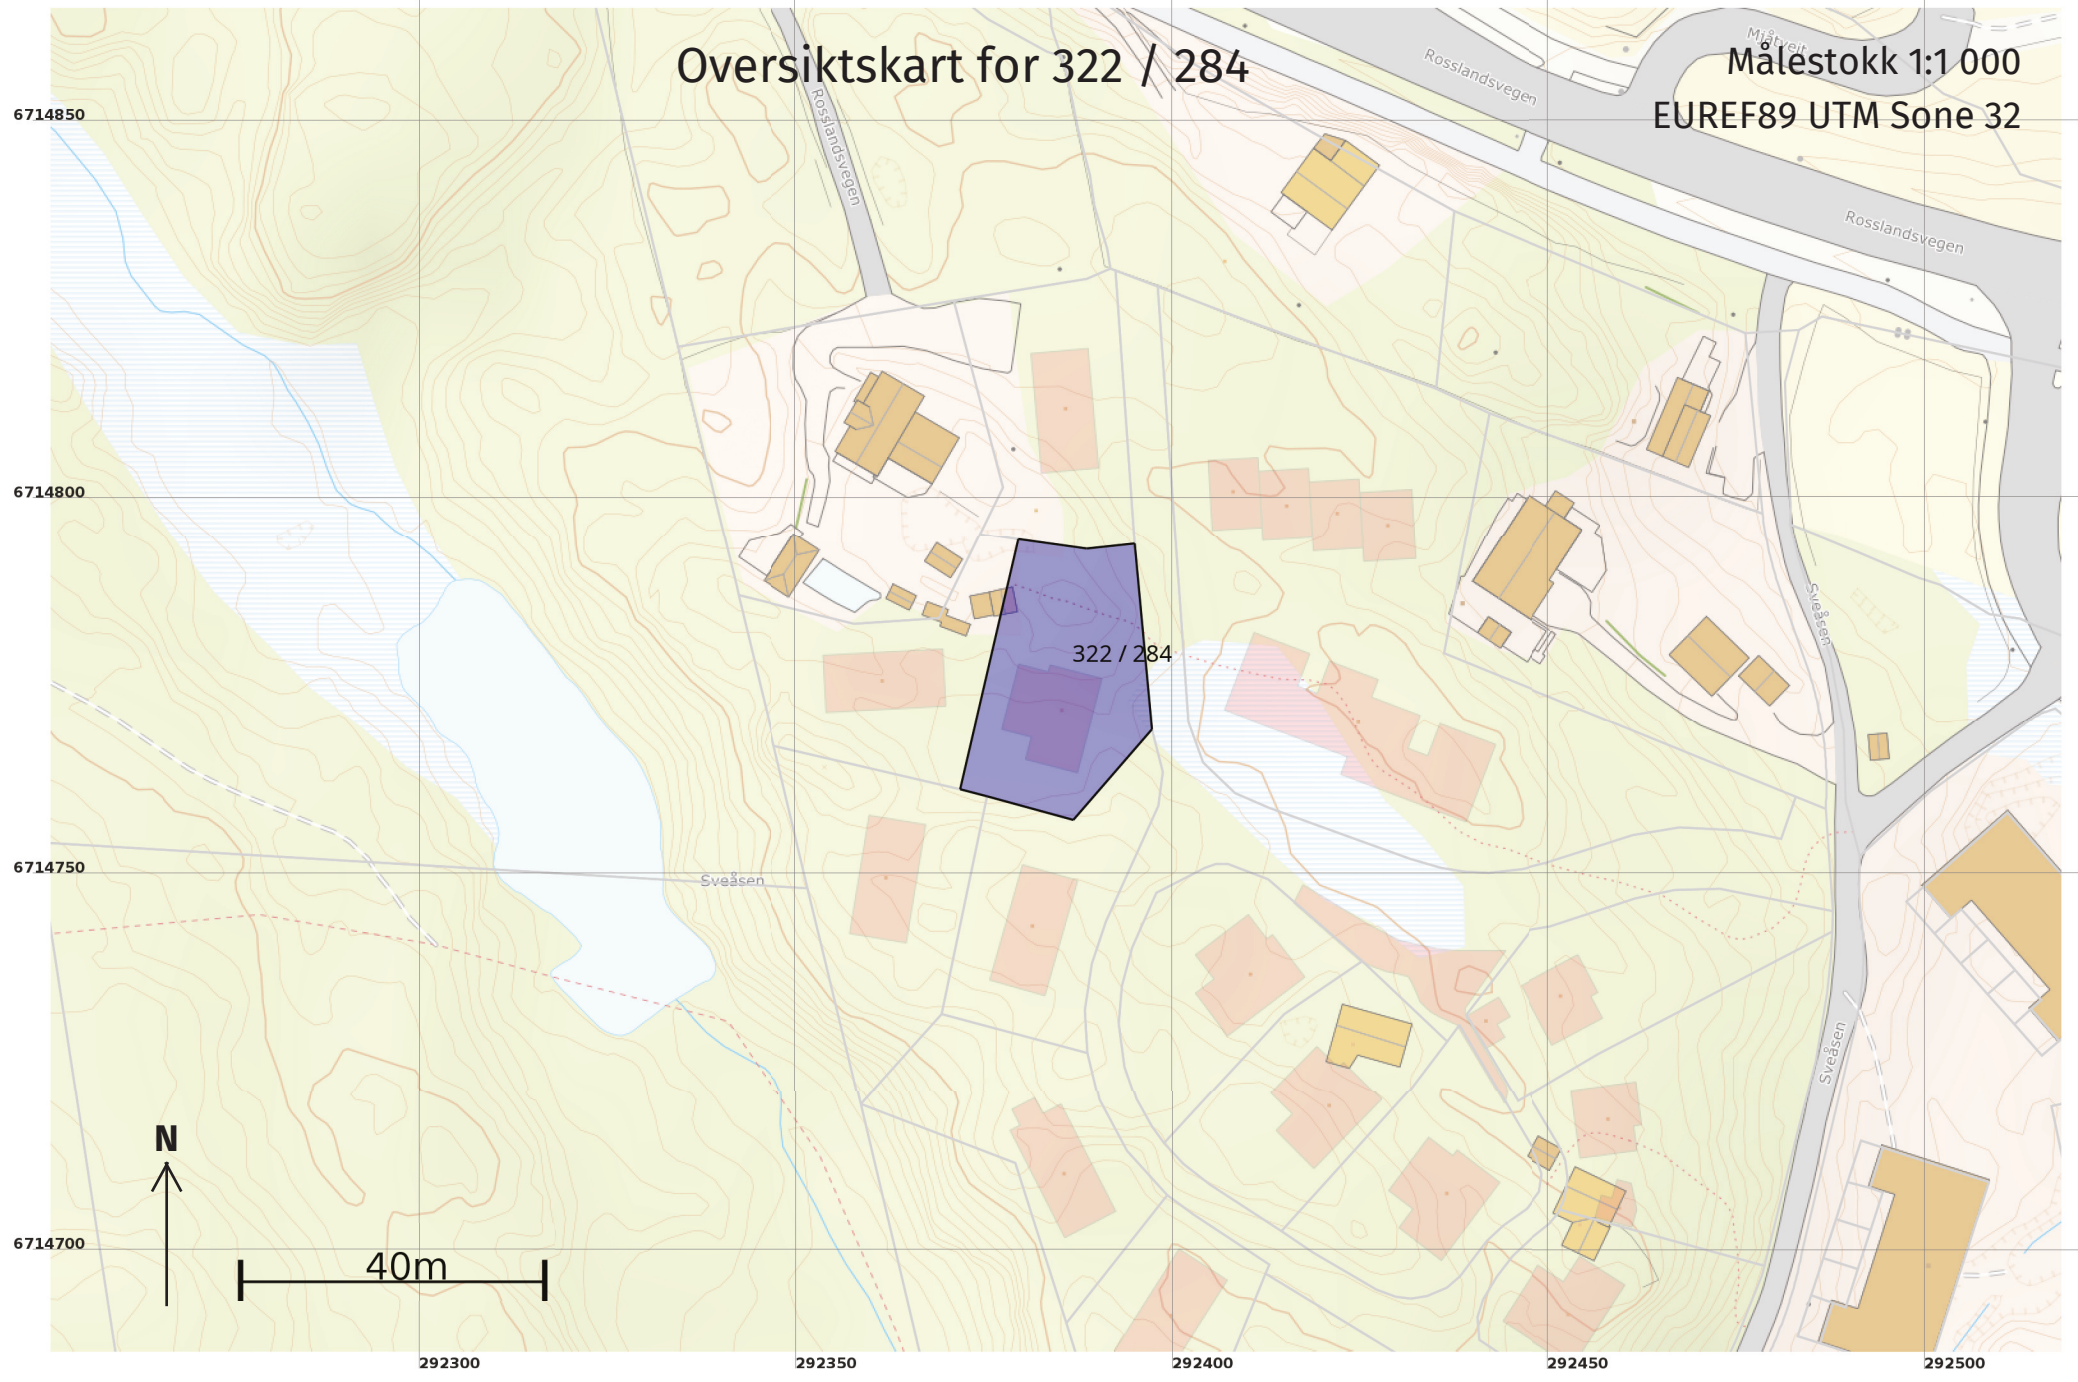 Oversiktskart for 322 / 284
Målestokk 1:1 000
EUREF89 UTM Sone 32
Mjåtveit
Rosslandsvegen
Rosslandsvegen
Rosslandsvegen
6714850
6714800
6714750
6714700
322 / 284
Sveåsen
Sveåsen
Sveåsen
N
40m
292300
292350
292400
292450
292500